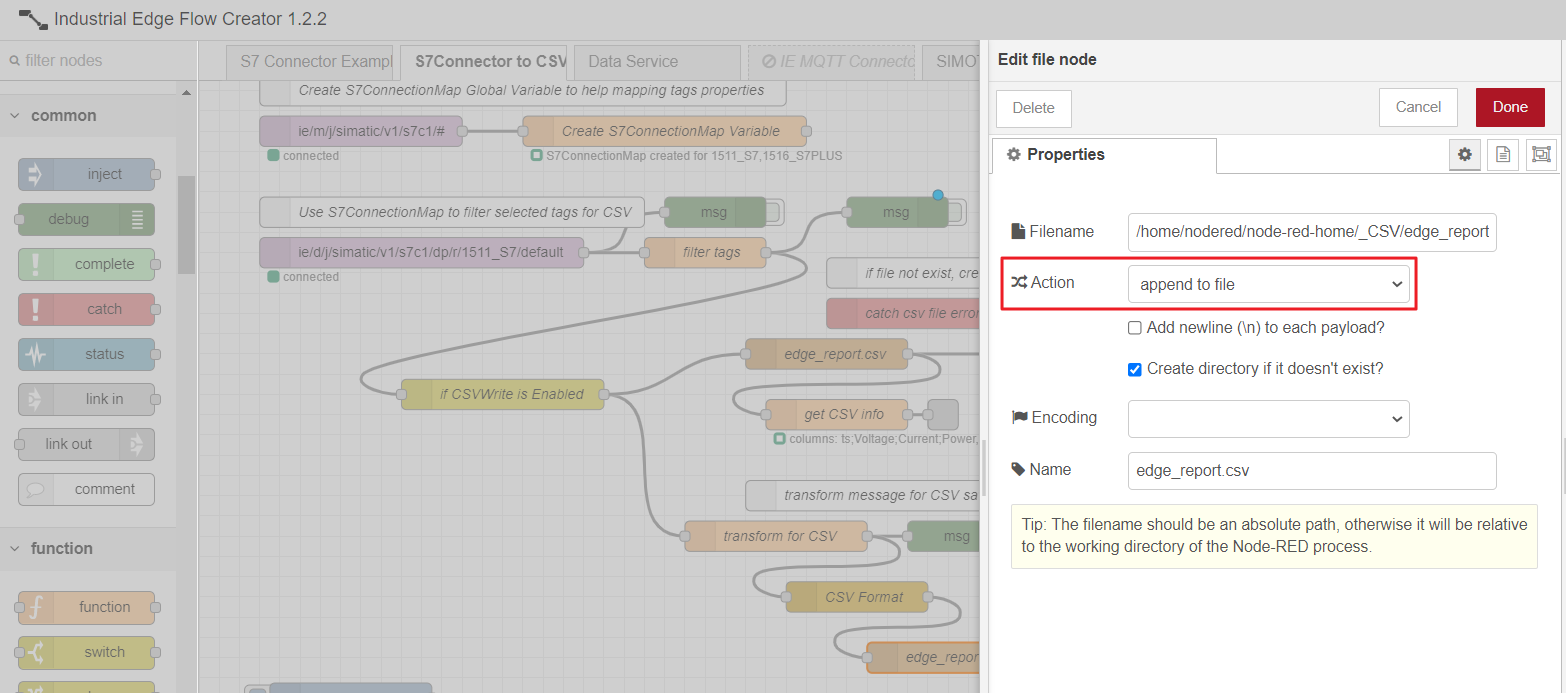 Industrial Edge Flow Creator 1.2.2
filter nodes
common
inject
debug
complete
catch
status
link in
link out
comment
function
function
switch
S7 Connector Exampl
S7Connector to CSV
Data Service
IE MQTT Connecto
SIMO
Create S7ConnectionMap Global Variable to help mapping tags properties
ie/m/j/simatic/v1/s7c1/#
Create S7ConnectionMap Variable
connected
S7ConnectionMap created for 1511_S7,1516_S7PLUS
Use S7ConnectionMap to filter selected tags for CSV
msg
msg
ie/d/j/simatic/v1/s7c1/dp/r/1511_S7/default
filter tags
connected
if file not exist, cre
catch csv file error
edge_report.csv
if CSVWrite is Enabled
get CSV info
columns: ts;Voltage;Current;Power,
transform message for CSV sa
transform for CSV
msg
CSV Format
edge_repor
Edit file node
Delete
Cancel
Done
Properties
Filename
/home/nodered/node-red-home/_CSV/edge_report
Action
append to file
Add newline (\n) to each payload?
Create directory if it doesn't exist?
Encoding
Name
edge_report.csv
Tip: The filename should be an absolute path, otherwise it will be relative
to the working directory of the Node-RED process.